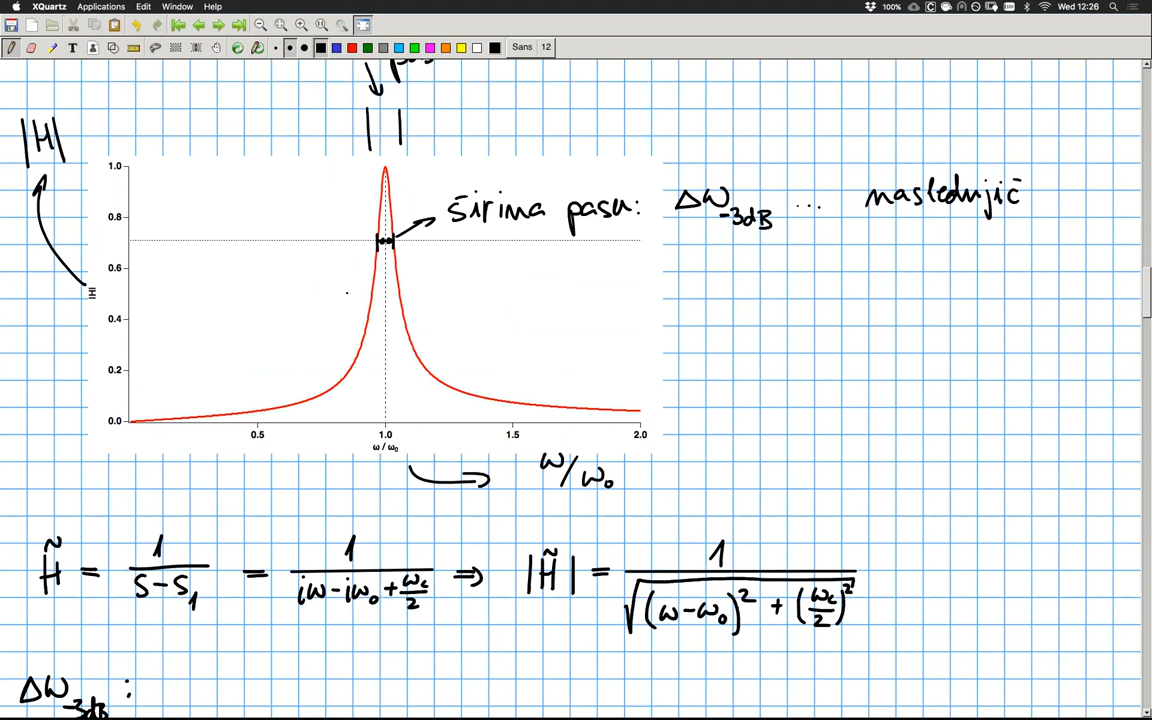 XQuartz Applications Edit Window Help 100% Wed 12:26
Sans 12
|H|
1.0
0.8
0.6
0.4
0.2
0.0
|H|
0.5 1.0 1.5 2.0
ω / ω₀
širina pasu: Δω₋₃dB ... nasledujič
ω/ω₀
H̃ = 1/(s-s₁) = 1/(iω-iω₀+ω_c/2) ⇒ |H̃| = 1/√((ω-ω₀)²+(ω_c/2)²)
Δω₋₃dB :